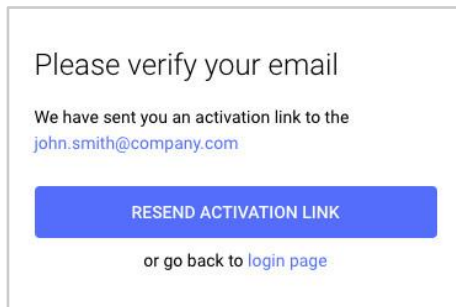 Please verify your email
We have sent you an activation link to the
john.smith@company.com
RESEND ACTIVATION LINK
or go back to login page